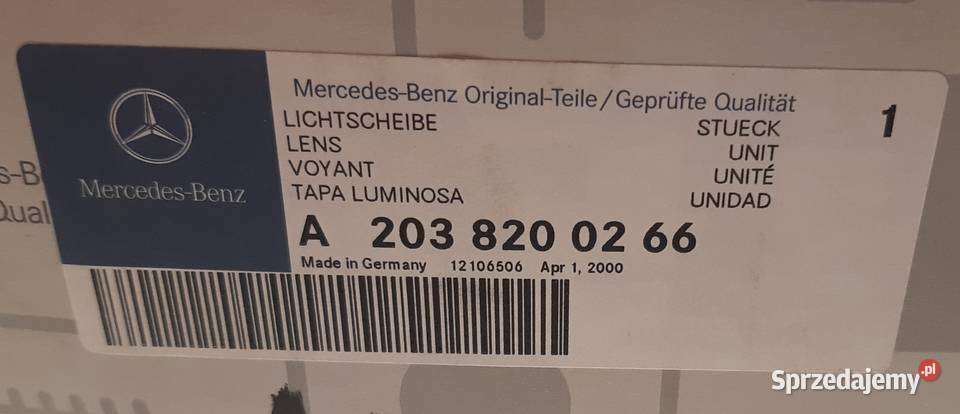 Mercedes-Benz
Mercedes-Benz Original-Teile/Geprüfte Qualität
LICHTSCHEIBE STUECK 1
LENS UNIT
VOYANT UNITÉ
TAPA LUMINOSA UNIDAD
A 203 820 02 66
Made in Germany 12106506 Apr 1, 2000
s-B
Qual
Sprzedajemy.pl